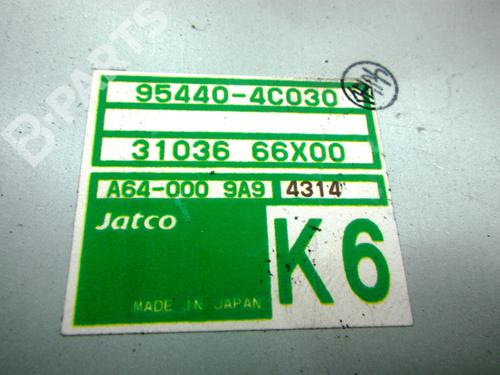 B-PARTS
95440-4C030
31036 66X00
A64-000 9A9 4314
Jatco
K6
MADE IN JAPAN